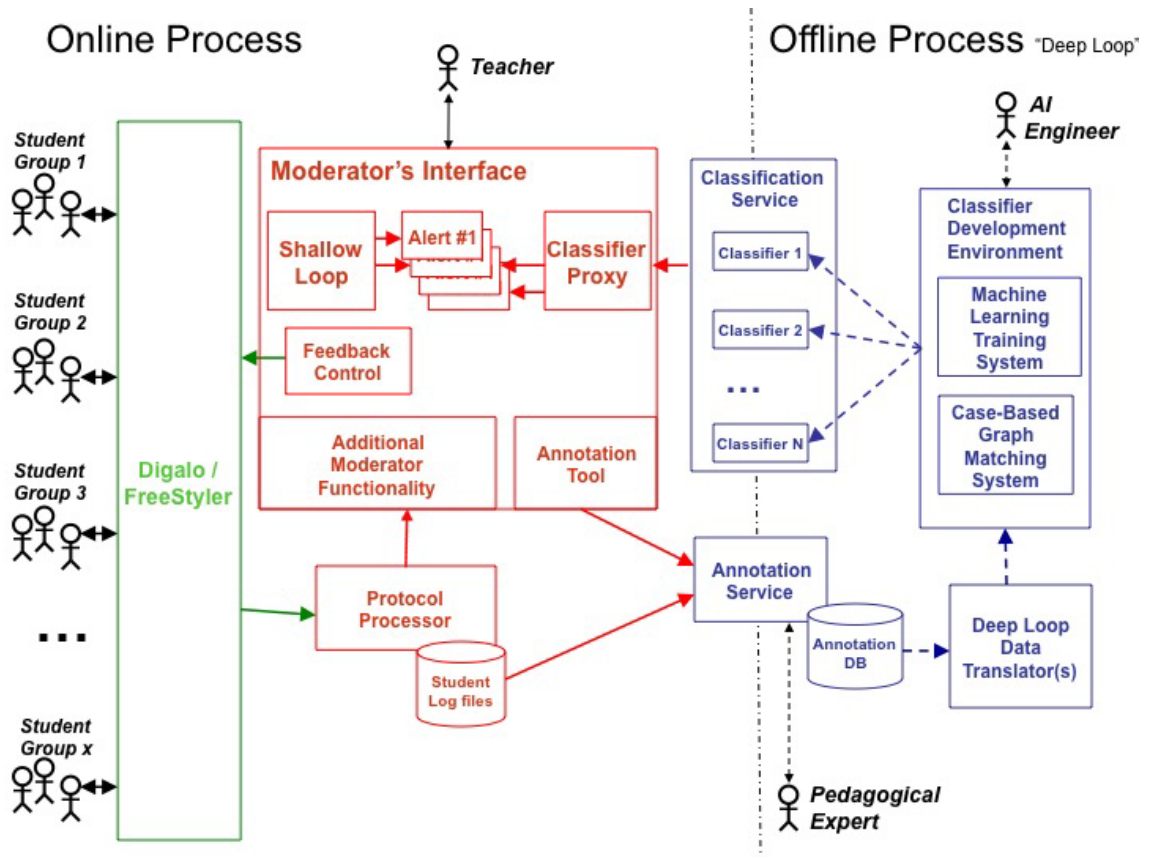 Online Process
Offline Process "Deep Loop"
Teacher
AI
Engineer
Student
Group 1
Student
Group 2
Student
Group 3
...
Student
Group x
Digalo /
FreeStyler
Moderator's Interface
Shallow
Loop
Alert #1
Classifier
Proxy
Feedback
Control
Additional
Moderator
Functionality
Annotation
Tool
Protocol
Processor
Student
Log files
Classification
Service
Classifier 1
Classifier 2
...
Classifier N
Annotation
Service
Annotation
DB
Pedagogical
Expert
Classifier
Development
Environment
Machine
Learning
Training
System
Case-Based
Graph
Matching
System
Deep Loop
Data
Translator(s)